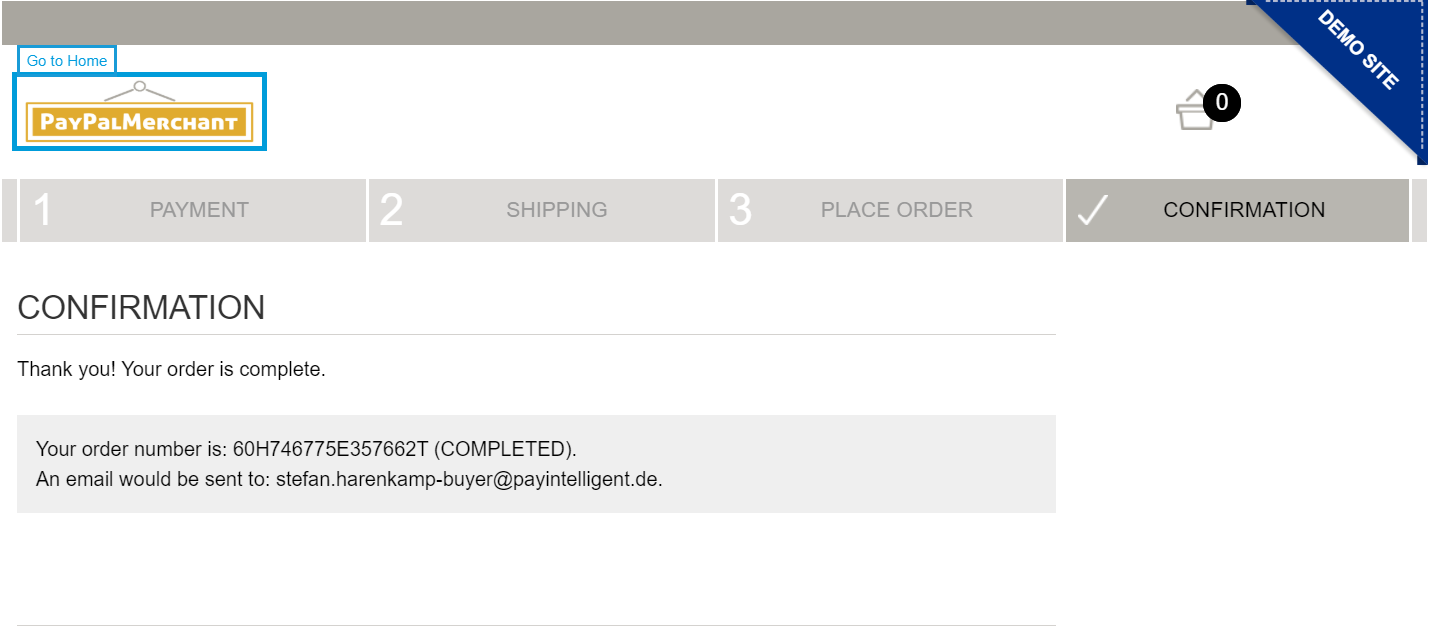 DEMO SITE
Go to Home
PayPalMerchant
0
1 PAYMENT 2 SHIPPING 3 PLACE ORDER CONFIRMATION
CONFIRMATION
Thank you! Your order is complete.
Your order number is: 60H746775E357662T (COMPLETED).
An email would be sent to: stefan.harenkamp-buyer@payintelligent.de.